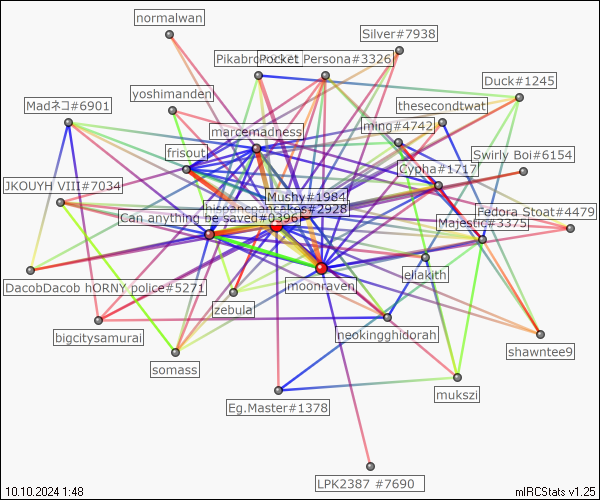 normalwan
Silver#7938
Pikabro
Pocket Persona#3326
Duck#1245
yoshimanden
Madネコ#6901
thesecondtwat
ming#4742
marcemadness
frisout
Swirly Boi#6154
Cypha#1717
JKOUYH VIII#7034
Mushy#1984
hispancapcakes#2928
Fedora Stoat#4479
Can anything be saved#0396
Majestic#3375
eliakith
DacobDacob hORNY police#5271
moonraven
zebula
bigcitysamurai
neokingghidorah
shawntee9
somass
mukszi
Eg.Master#1378
LPK2387 #7690
10.10.2024 1:48
mIRCStats v1.25